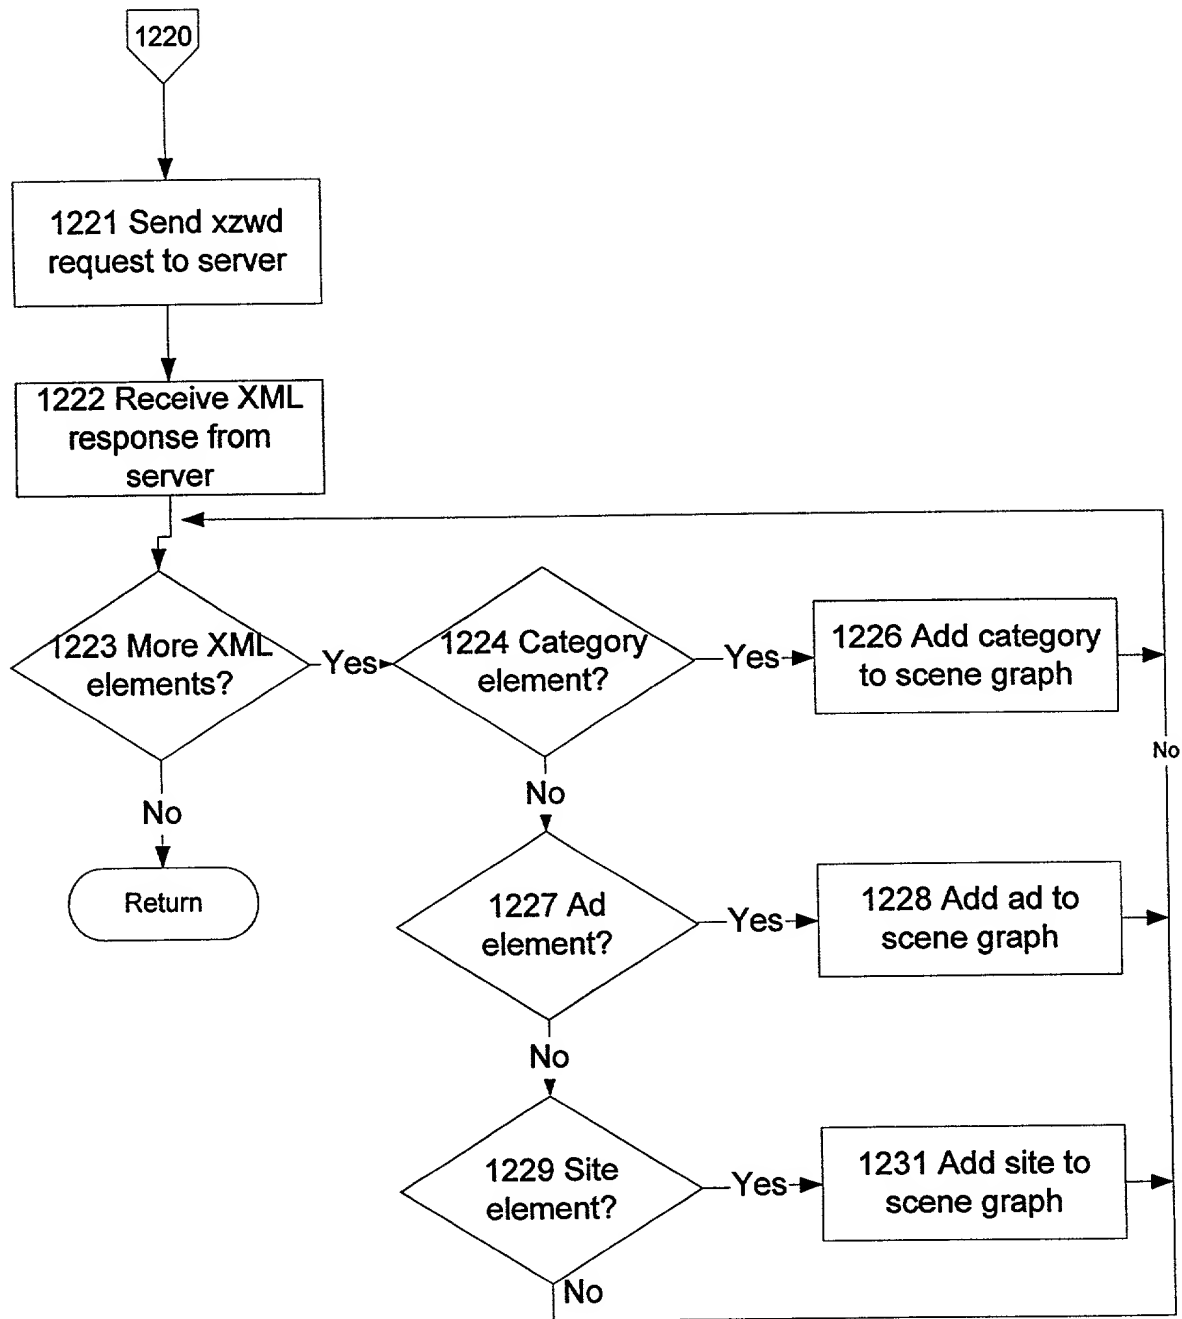 1220
1221 Send xzwd
request to server
1222 Receive XML
response from
server
1223 More XML
elements?
Yes
1224 Category
element?
Yes
1226 Add category
to scene graph
No
No
No
Return
1227 Ad
element?
Yes
1228 Add ad to
scene graph
No
1229 Site
element?
Yes
1231 Add site to
scene graph
No